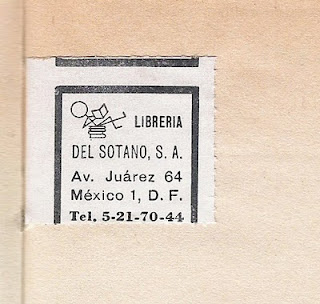 LIBRERIA
DEL SOTANO, S. A.
Av. Juárez 64
México 1, D. F.
Tel. 5-21-70-44